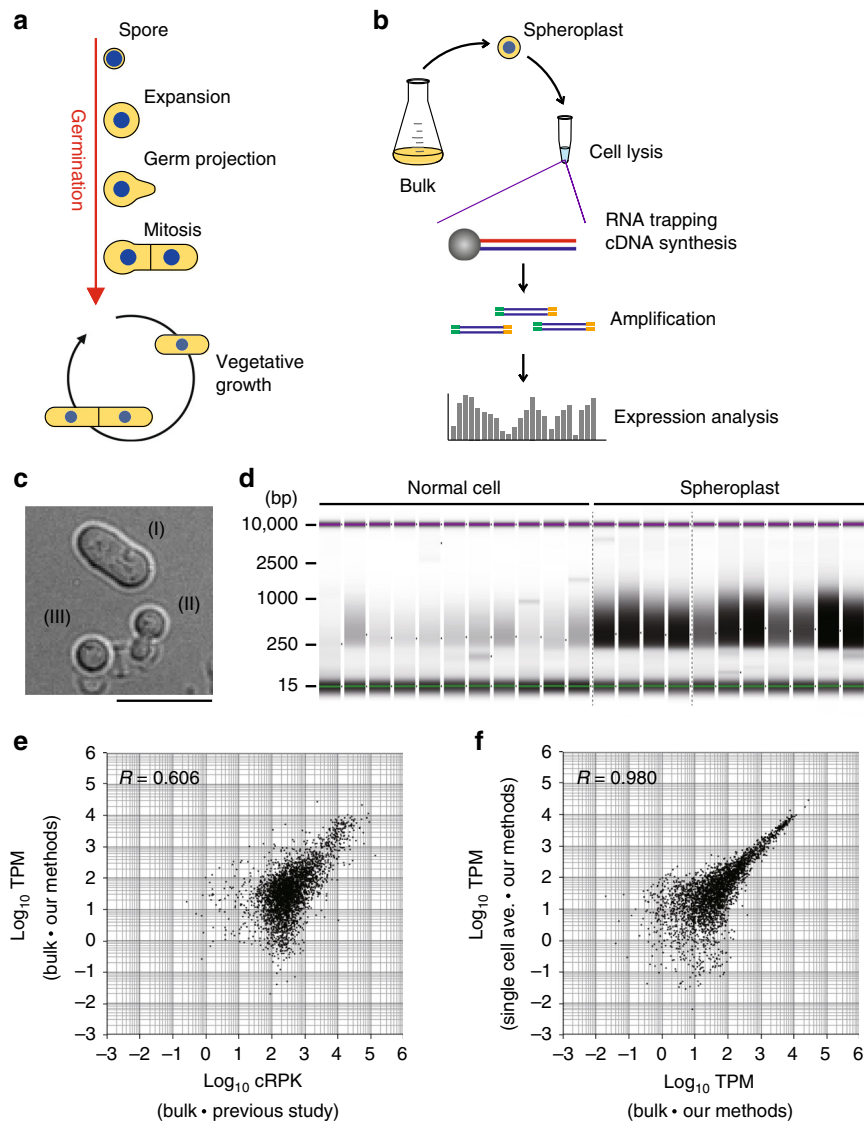 a
Spore
Expansion
Germ projection
Mitosis
Germination
Vegetative
growth
b
Spheroplast
Bulk
Cell lysis
RNA trapping
cDNA synthesis
Amplification
Expression analysis
c
(I)
(II)
(III)
d
(bp)
Normal cell
Spheroplast
10,000
2500
1000
250
15
e
R = 0.606
Log10 TPM
(bulk • our methods)
6
5
4
3
2
1
0
−1
−2
−3
−3 −2 −1 0 1 2 3 4 5 6
Log10 cRPK
(bulk • previous study)
f
R = 0.980
Log10 TPM
(single cell ave. • our methods)
6
5
4
3
2
1
0
−1
−2
−3
−3 −2 −1 0 1 2 3 4 5 6
Log10 TPM
(bulk • our methods)